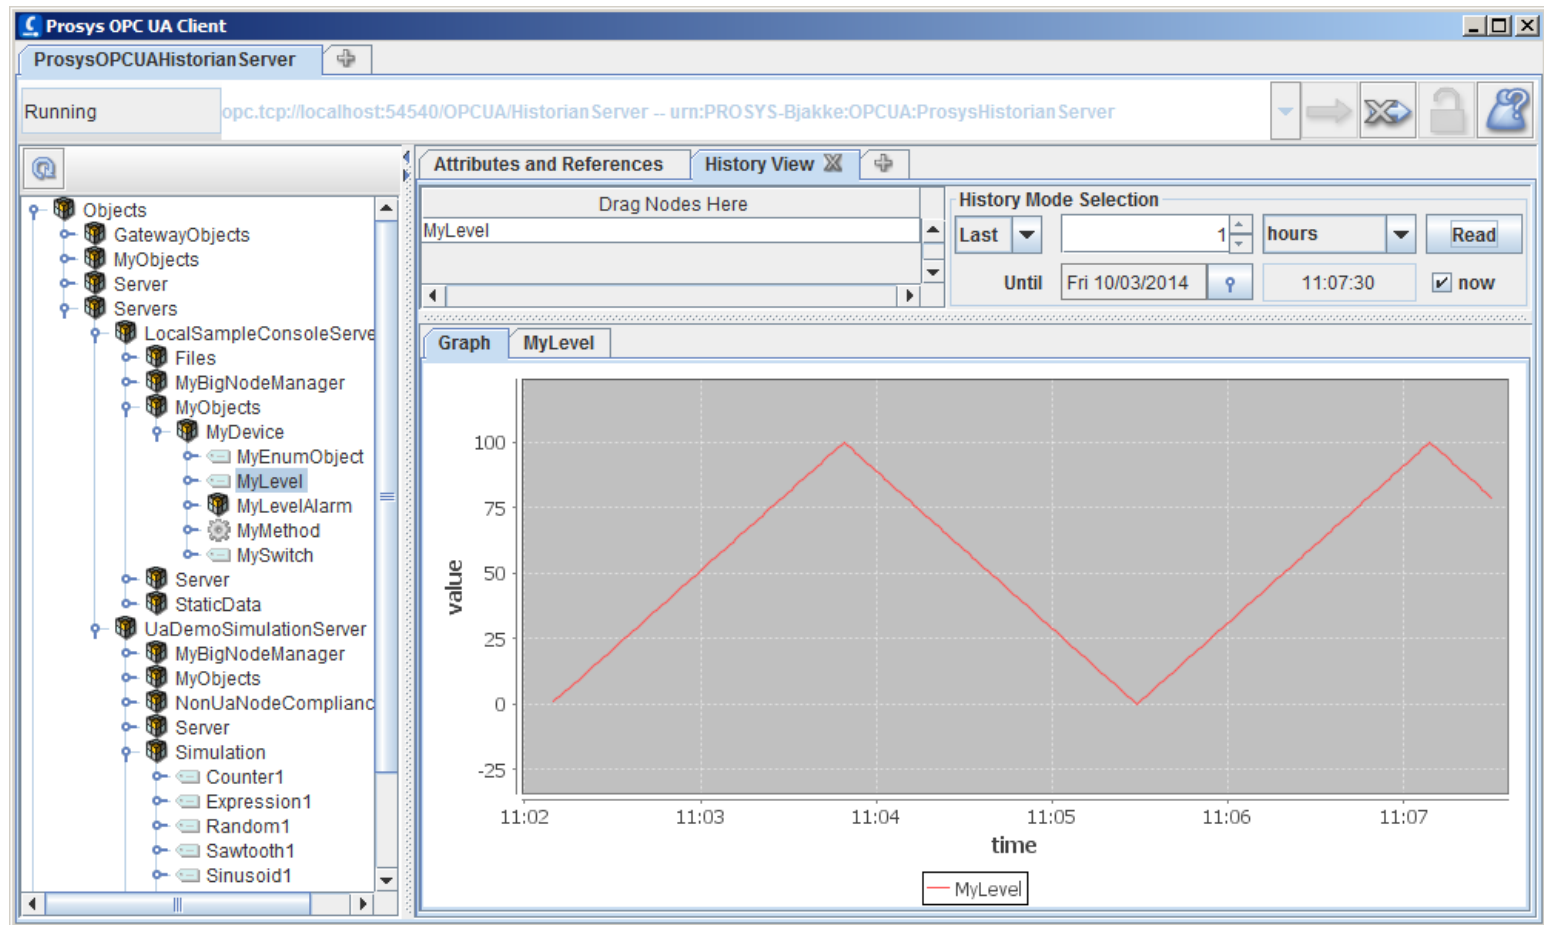 Prosys OPC UA Client
ProsysOPCUAHistorianServer
Running
opc.tcp://localhost:54540/OPCUA/HistorianServer -- urn:PROSYS-Bjakke:OPCUA:ProsysHistorianServer
Objects
GatewayObjects
MyObjects
Server
Servers
LocalSampleConsoleServe
Files
MyBigNodeManager
MyObjects
MyDevice
MyEnumObject
MyLevel
MyLevelAlarm
MyMethod
MySwitch
Server
StaticData
UaDemoSimulationServer
MyBigNodeManager
MyObjects
NonUaNodeComplianc
Server
Simulation
Counter1
Expression1
Random1
Sawtooth1
Sinusoid1
Attributes and References
History View
Drag Nodes Here
MyLevel
History Mode Selection
Last 1 hours Read
Until Fri 10/03/2014 11:07:30 now
Graph MyLevel
100
75
50
25
0
-25
value
11:02 11:03 11:04 11:05 11:06 11:07
time
MyLevel